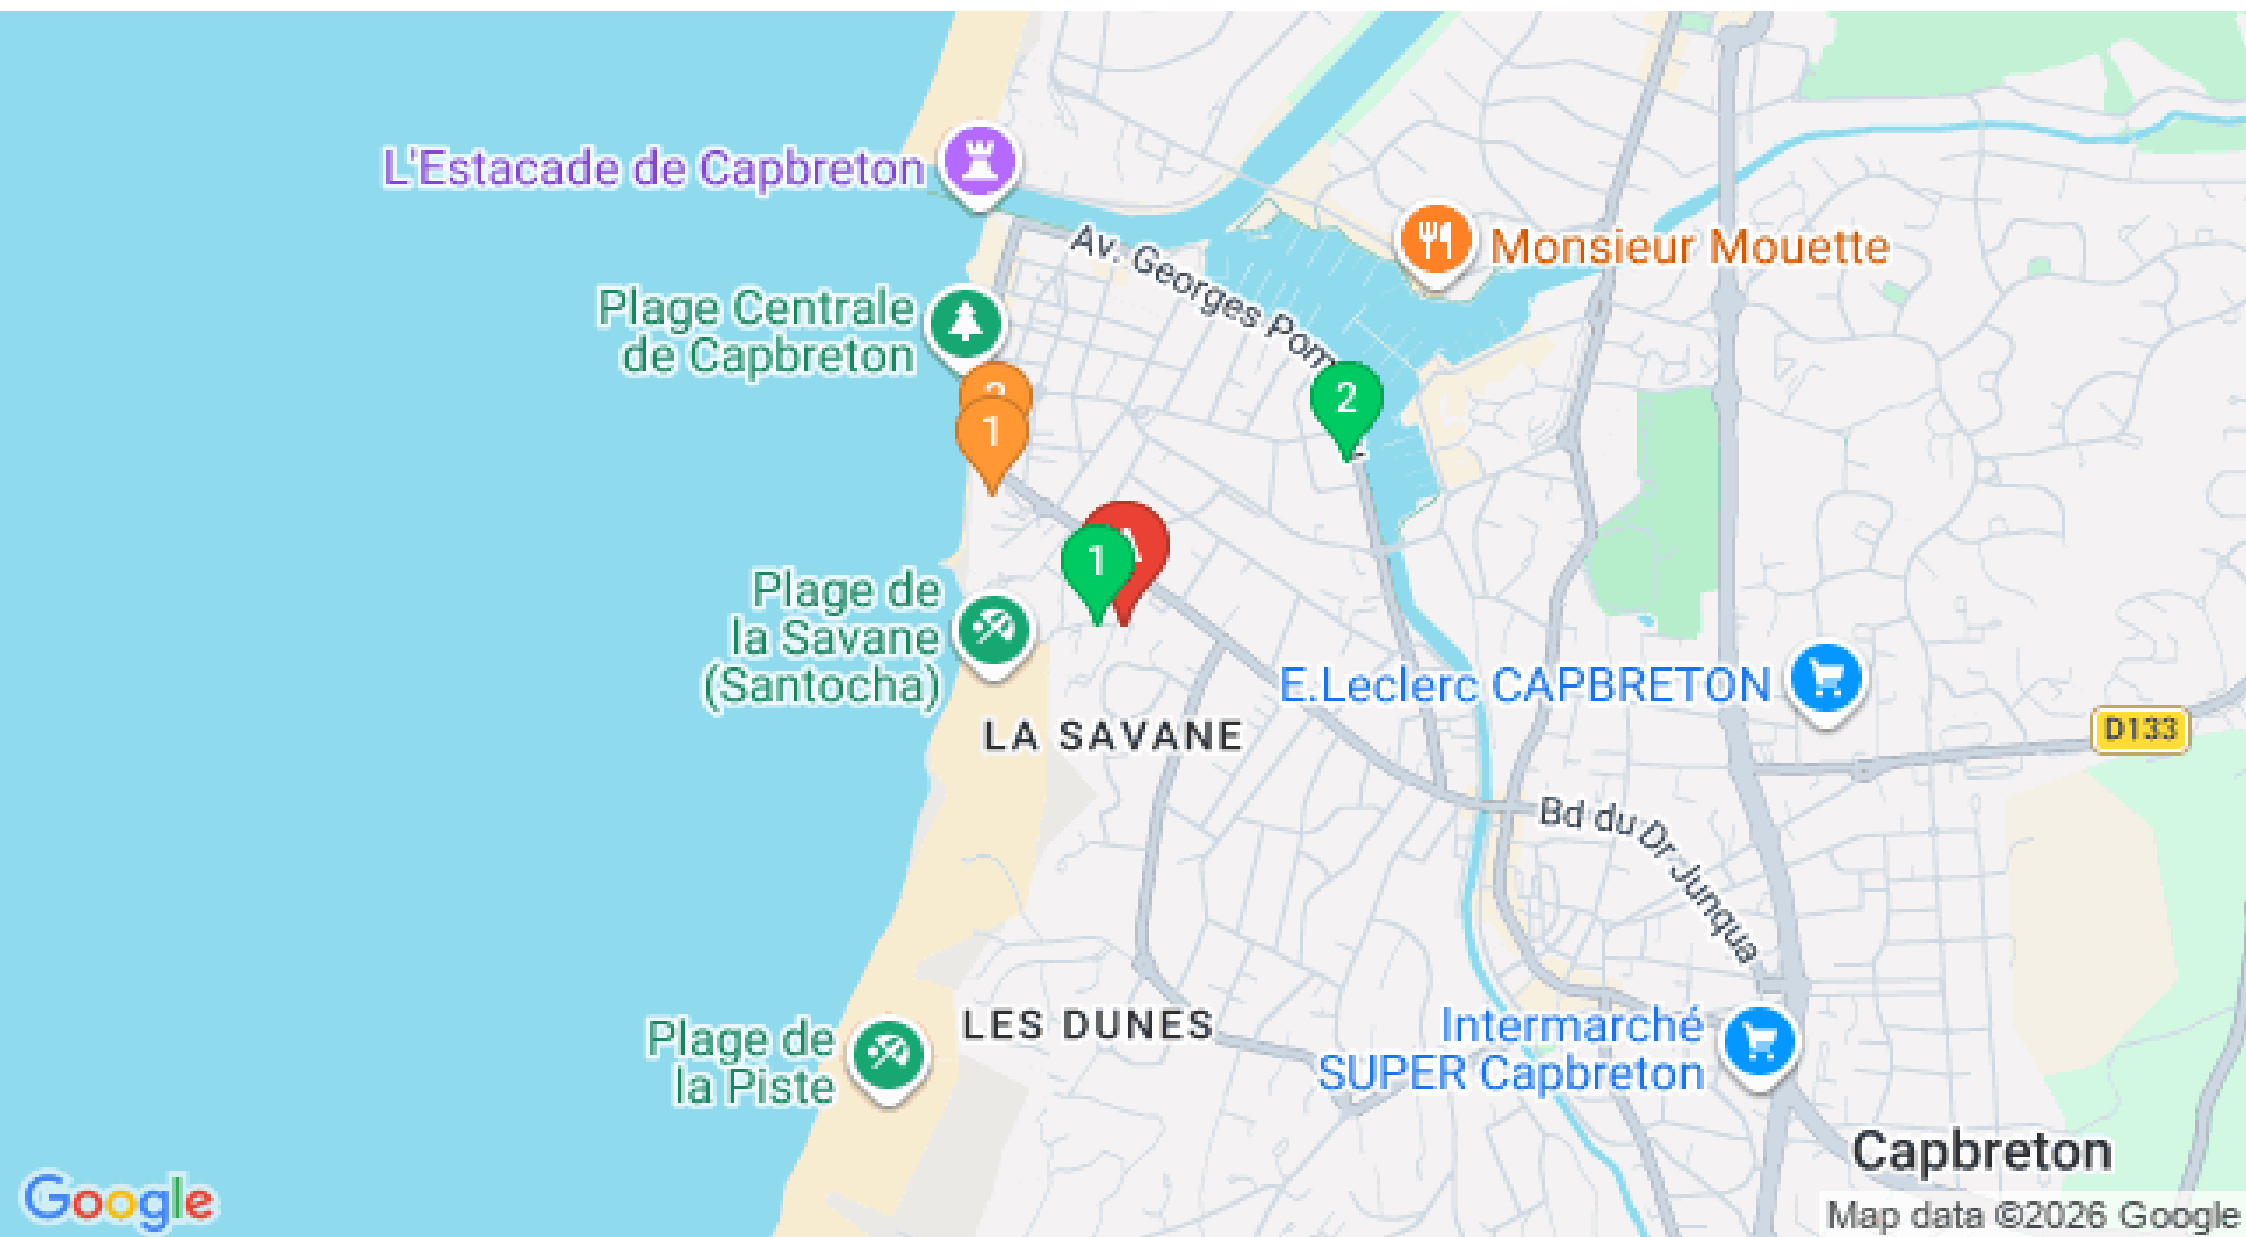 L'Estacade de Capbreton
Av. Georges Pom
Monsieur Mouette
Plage Centrale
de Capbreton
2
1
2
1
A
Plage de
la Savane
(Santocha)
E.Leclerc CAPBRETON
LA SAVANE
D133
Bd du Dr Junqua
Plage de
la Piste
LES DUNES
Intermarché
SUPER Capbreton
Capbreton
Google
Map data ©2026 Google